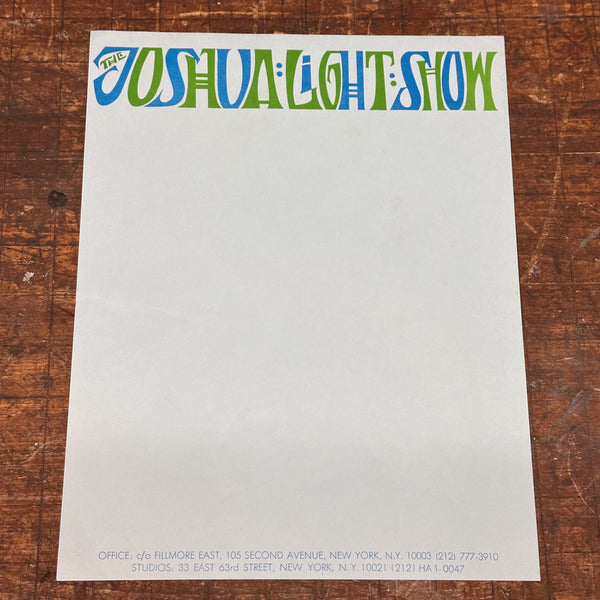 THE JOSHUA:LiGHT:SHOW
OFFICE: c/o FILLMORE EAST, 105 SECOND AVENUE, NEW YORK, N.Y. 10003 (212) 777-3910
STUDIOS: 33 EAST 63rd STREET, NEW YORK, N.Y. 10021 (212) HA 1-0047